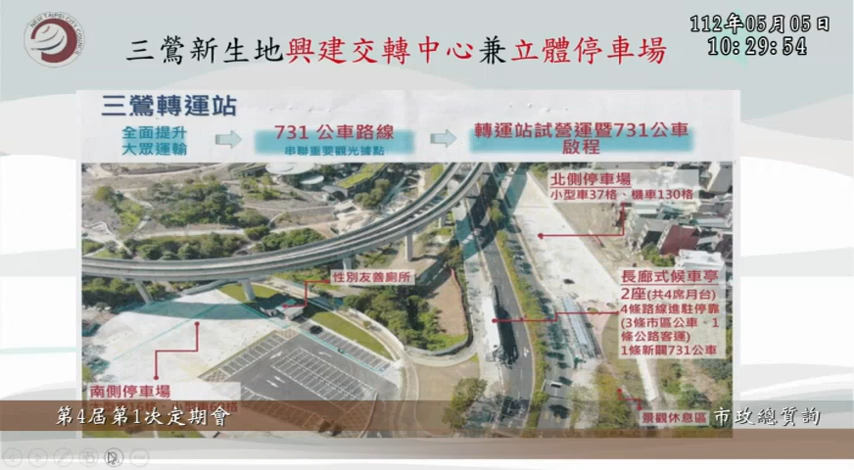 NEW TAIPEI CITY COUNCIL
112年05月05日
10:29:54
三鶯新生地興建交轉中心兼立體停車場
三鶯轉運站
全面提升
大眾運輸
731 公車路線
串聯重要觀光據點
轉運站試營運暨731公車
啟程
北側停車場
小型車37格、機車130格
性別友善廁所
長廊式候車亭
2座(共4席月台)
4條路線進駐停靠
(3條市區公車、1
條公路客運)
1條新闢731公車
南側停車場
景觀休息區
第4屆第1次定期會
市政總質詢